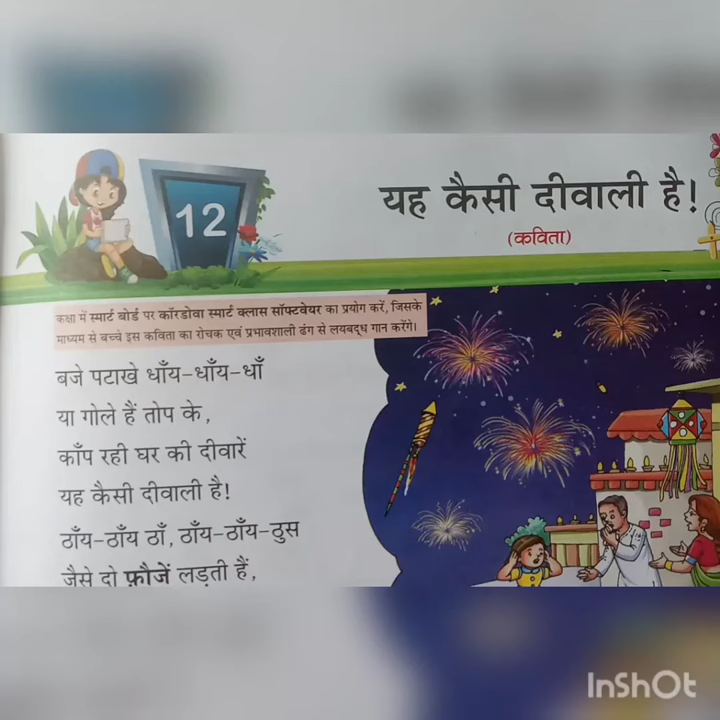 12
यह कैसी दीवाली है!
(कविता)
कक्षा में स्मार्ट बोर्ड पर कॉरडोवा स्मार्ट क्लास सॉफ्टवेयर का प्रयोग करें, जिसके
माध्यम से बच्चे इस कविता का रोचक एवं प्रभावशाली ढंग से लयबद्ध गान करेंगे।
बजे पटाखे धाँय-धाँय-धाँ
या गोले हैं तोप के,
काँप रही घर की दीवारें
यह कैसी दीवाली है!
ठाँय-ठाँय ठाँ, ठाँय-ठाँय-ठुस
जैसे दो फ़ौजें लड़ती हैं,
InShOt